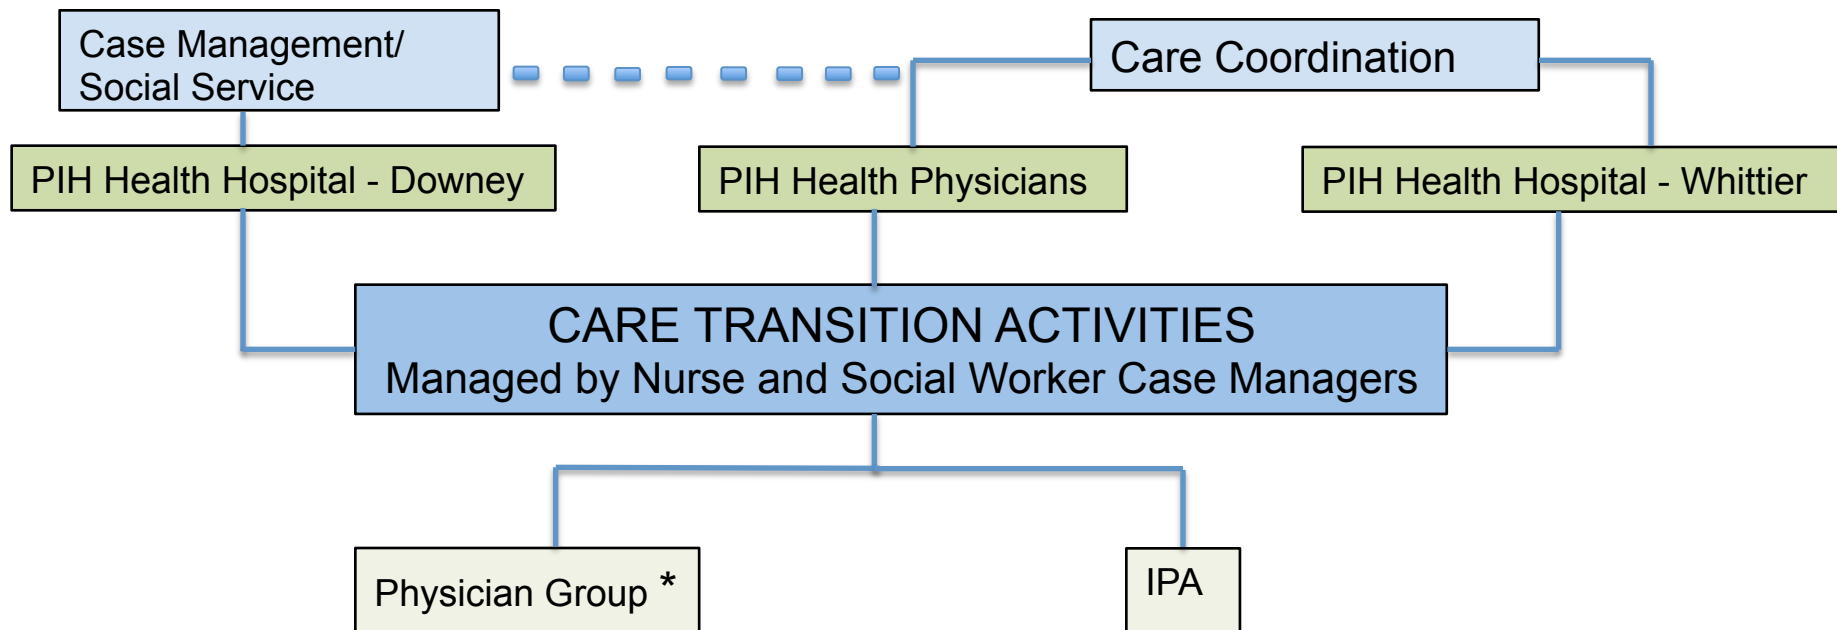 Case Management/
Social Service
Care Coordination
PIH Health Hospital - Downey
PIH Health Physicians
PIH Health Hospital - Whittier
CARE TRANSITION ACTIVITIES
Managed by Nurse and Social Worker Case Managers
Physician Group *
IPA